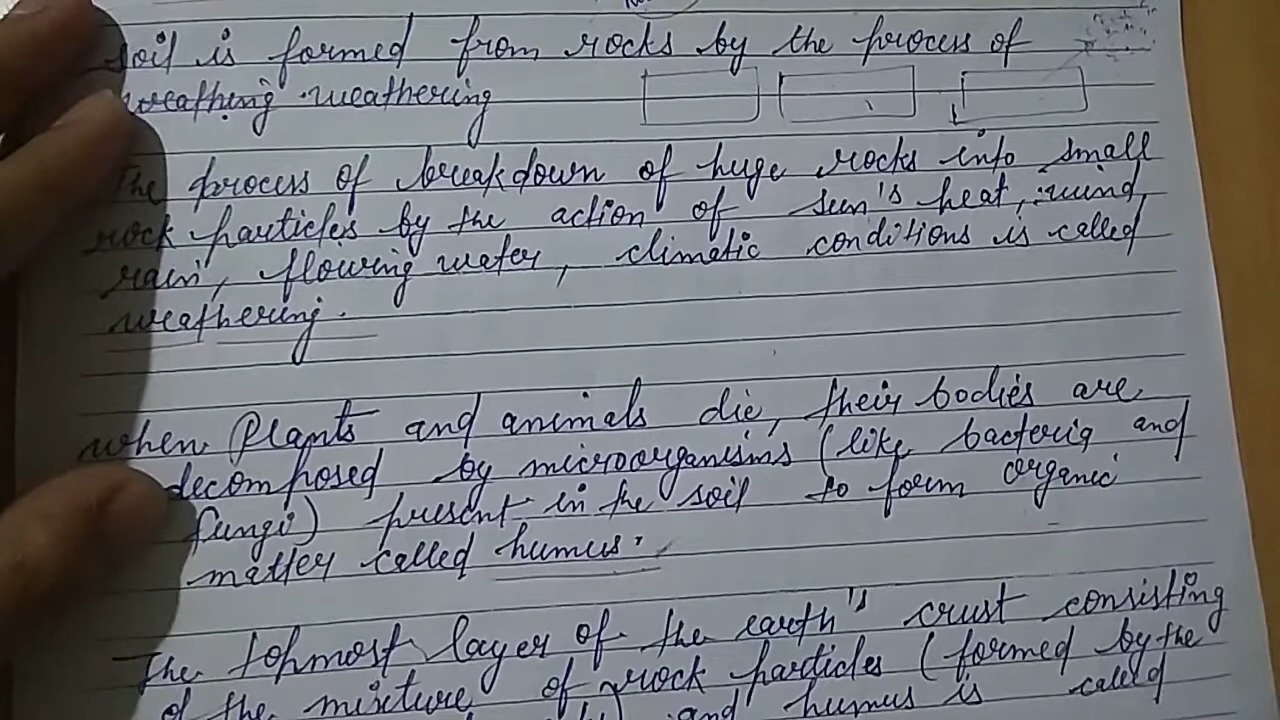 Soil is formed from rocks by the process of
weathing weathering
The process of breakdown of huge rocks into small
rock particles by the action of sun's heat, wind,
rain, flowing water, climatic conditions is called
weathering.
when Plants and animals die, their bodies are
decomposed by microorganisms (like bacteria and
fungi) present in the soil to form organic
matter called humus.
The topmost layer of the earth's crust consisting
of the mixture of rock particles (formed by the
and humus is called